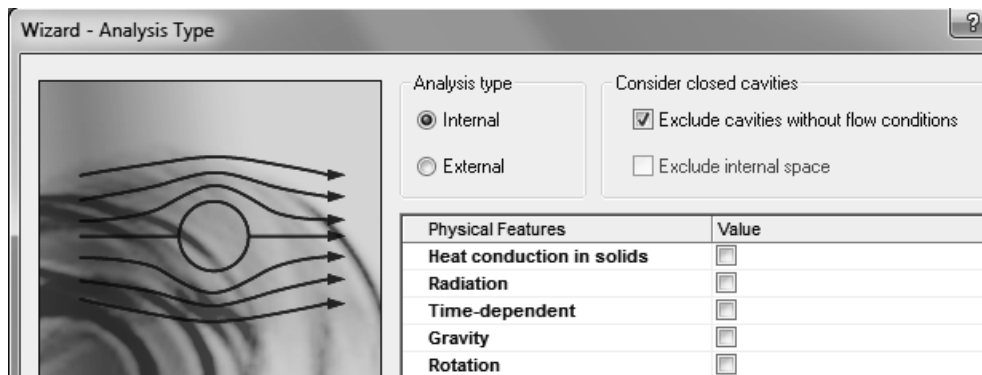 Wizard - Analysis Type
?
Analysis type
Internal
External
Consider closed cavities
Exclude cavities without flow conditions
Exclude internal space
Physical Features Value
Heat conduction in solids
Radiation
Time-dependent
Gravity
Rotation